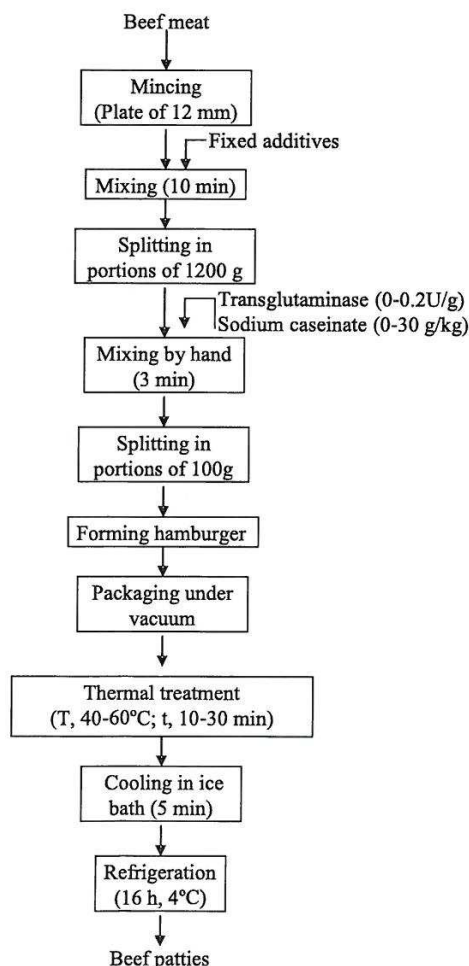 Beef meat
Mincing
(Plate of 12 mm)
Fixed additives
Mixing (10 min)
Splitting in
portions of 1200 g
Transglutaminase (0-0.2U/g)
Sodium caseinate (0-30 g/kg)
Mixing by hand
(3 min)
Splitting in
portions of 100g
Forming hamburger
Packaging under
vacuum
Thermal treatment
(T, 40-60ºC; t, 10-30 min)
Cooling in ice
bath (5 min)
Refrigeration
(16 h, 4ºC)
Beef patties